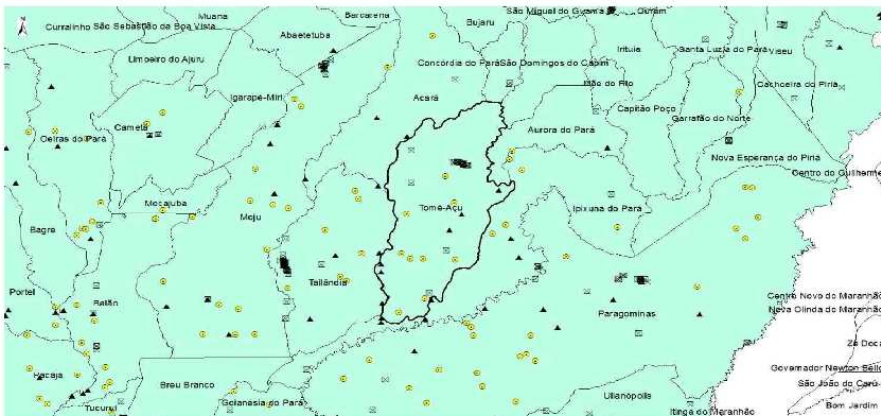 Muana
Barcarena
São Miguel do Guamá
Ourém
Curralinho
São Sebastião da Boa Vista
Abaetetuba
Bujaru
Irituia
Santa Luzia do Pará
Viseu
Limoeiro do Ajuru
Concórdia do Pará
São Domingos do Capim
Mãe do Rio
Cachoeira do Piriá
Igarapé-Miri
Acará
Capitão Poço
Garrafão do Norte
Oeiras do Pará
Cametá
Aurora do Pará
Nova Esperança do Piriá
Centro do Guilherme
Mocajuba
Moju
Tomé-Açu
Ipixuna do Pará
Bagre
Portel
Baião
Tailândia
Paragominas
Centro Novo do Maranhão
Nova Olinda do Maranhão
Zé Doca
Pacajá
Breu Branco
Governador Newton Bello
Tucuruí
Goianésia do Pará
Ulianópolis
São João do Carú
Itinga do Maranhão
Bom Jardim